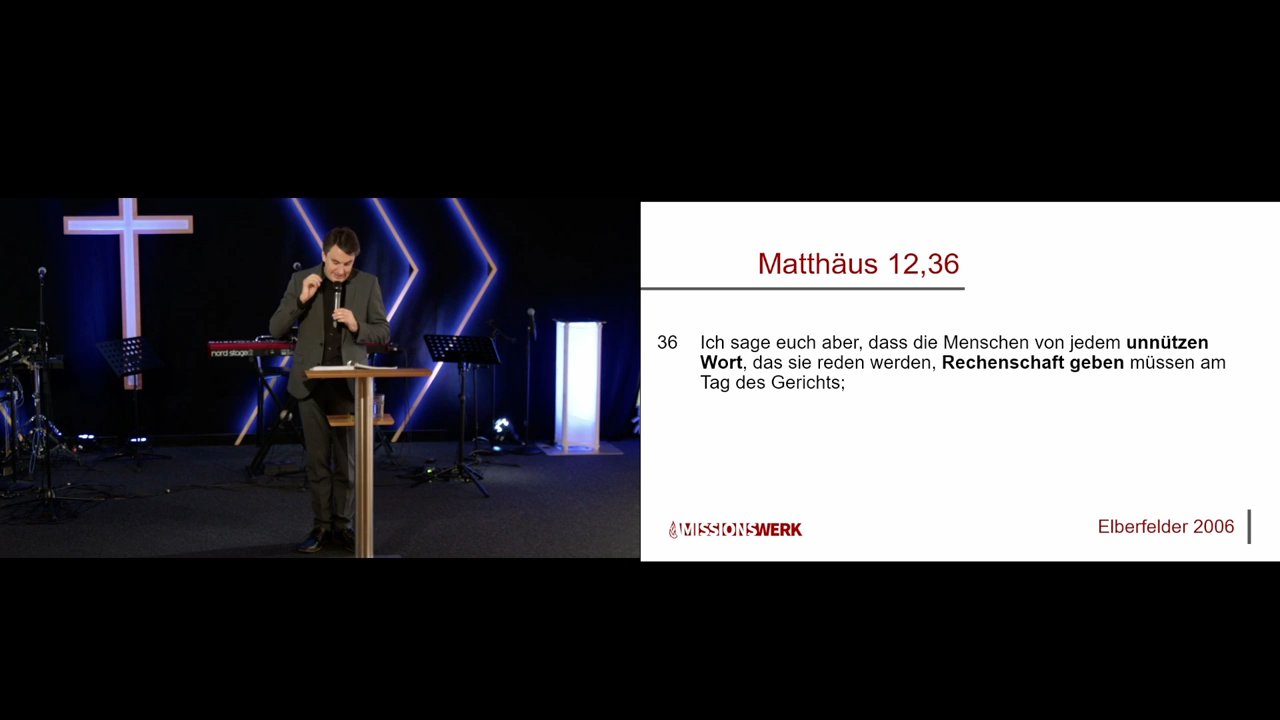 nord stage
Matthäus 12,36
36 Ich sage euch aber, dass die Menschen von jedem unnützen
Wort, das sie reden werden, Rechenschaft geben müssen am
Tag des Gerichts;
MISSIONSWERK
Elberfelder 2006